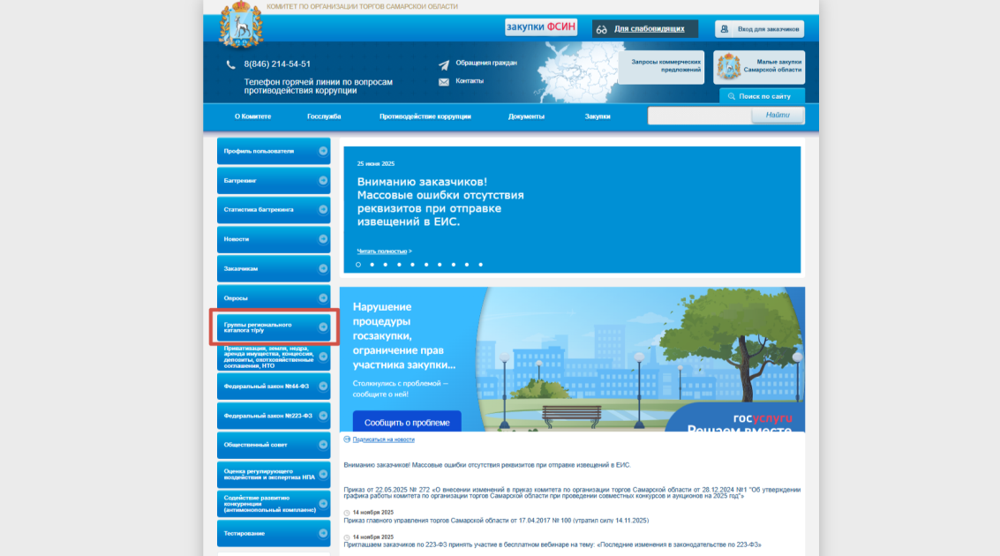 КОМИТЕТ ПО ОРГАНИЗАЦИИ ТОРГОВ САМАРСКОЙ ОБЛАСТИ
закупки ФСИН
Для слабовидящих
Вход для заказчиков
8(846) 214-54-51
Телефон горячей линии по вопросам
противодействия коррупции
Обращения граждан
Контакты
Запросы коммерческих
предложений
Малые закупки
Самарской области
Поиск по сайту
О Комитете
Госслужба
Противодействие коррупции
Документы
Закупки
Найти
Профиль пользователя
Багтрекинг
Статистика багтрекинга
Новости
Заказчикам
Опросы
Группы регионального
каталога т/р/у
Приватизация, земля, недра,
аренда имущества, концессия,
депозиты, охотхозяйственные
соглашения, НТО
Федеральный закон №44-ФЗ
Федеральный закон №223-ФЗ
Общественный совет
Оценка регулирующего
воздействия и экспертиза НПА
Содействие развитию
конкуренции
(антимонопольный комплаенс)
Тестирование
25 июня 2025
Вниманию заказчиков!
Массовые ошибки отсутствия
реквизитов при отправке
извещений в ЕИС.
Читать полностью >
Нарушение
процедуры
госзакупки,
ограничение прав
участника закупки...
Столкнулись с проблемой —
сообщите о ней!
Сообщить о проблеме
госуслуги
Решаем вместе
Подписаться на новости
Вниманию заказчиков! Массовые ошибки отсутствия реквизитов при отправке извещений в ЕИС.
Приказ от 22.05.2025 № 272 «О внесении изменений в приказ комитета по организации торгов Самарской области от 28.12.2024 №1 "Об утверждении
графика работы комитета по организации торгов Самарской области при проведении совместных конкурсов и аукционов на 2025 год"»
14 ноября 2025
Приказ главного управления торгов Самарской области от 17.04.2017 № 100 (утратил силу 14.11.2025)
14 ноября 2025
Приглашаем заказчиков по 223-ФЗ принять участие в бесплатном вебинаре на тему: «Последние изменения в законодательстве по 223-ФЗ»